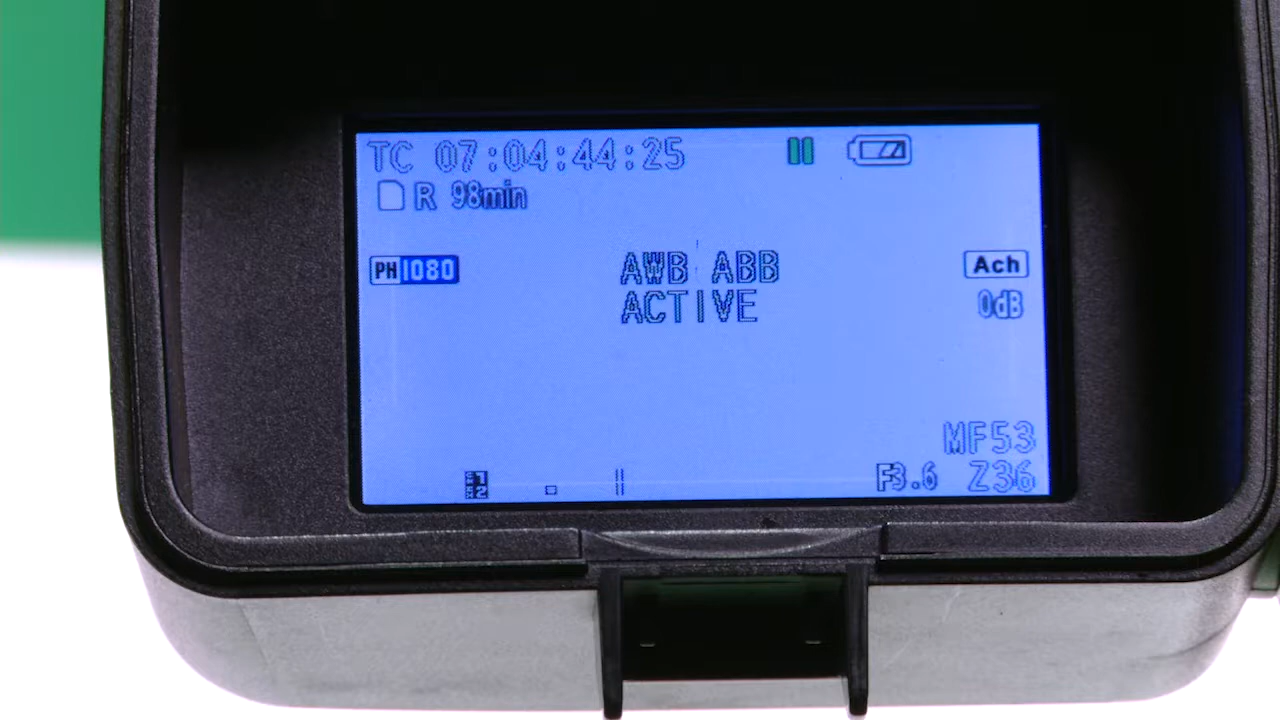 TC 07:04:44:25
R 98min
PH 1080
AWB ABB
ACTIVE
Ach
0dB
MF53
F3.6 Z36